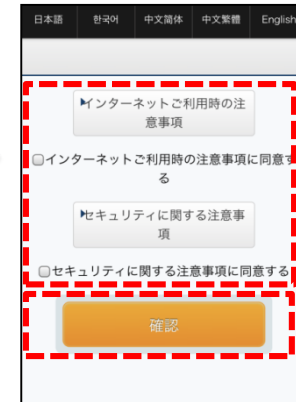 日本語 한국어 中文简体 中文繁體 English
インターネットご利用時の注
意事項
インターネットご利用時の注意事項に同意す
る
セキュリティに関する注意事
項
セキュリティに関する注意事項に同意する
確認